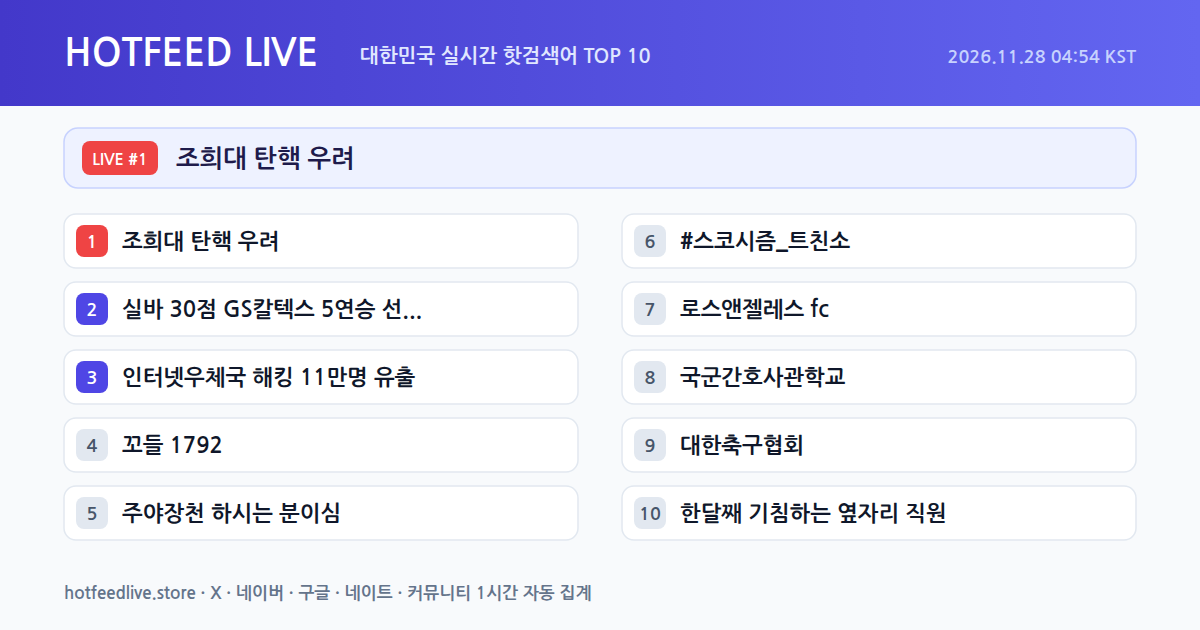 HOTFEED LIVE
대한민국 실시간 핫검색어 TOP 10
2026.11.28 04:54 KST
LIVE #1
조희대 탄핵 우려
1 조희대 탄핵 우려
2 실바 30점 GS칼텍스 5연승 선...
3 인터넷우체국 해킹 11만명 유출
4 꼬들 1792
5 주야장천 하시는 분이심
6 #스코시즘_트친소
7 로스앤젤레스 fc
8 국군간호사관학교
9 대한축구협회
10 한달째 기침하는 옆자리 직원
hotfeedlive.store · X · 네이버 · 구글 · 네이트 · 커뮤니티 1시간 자동 집계